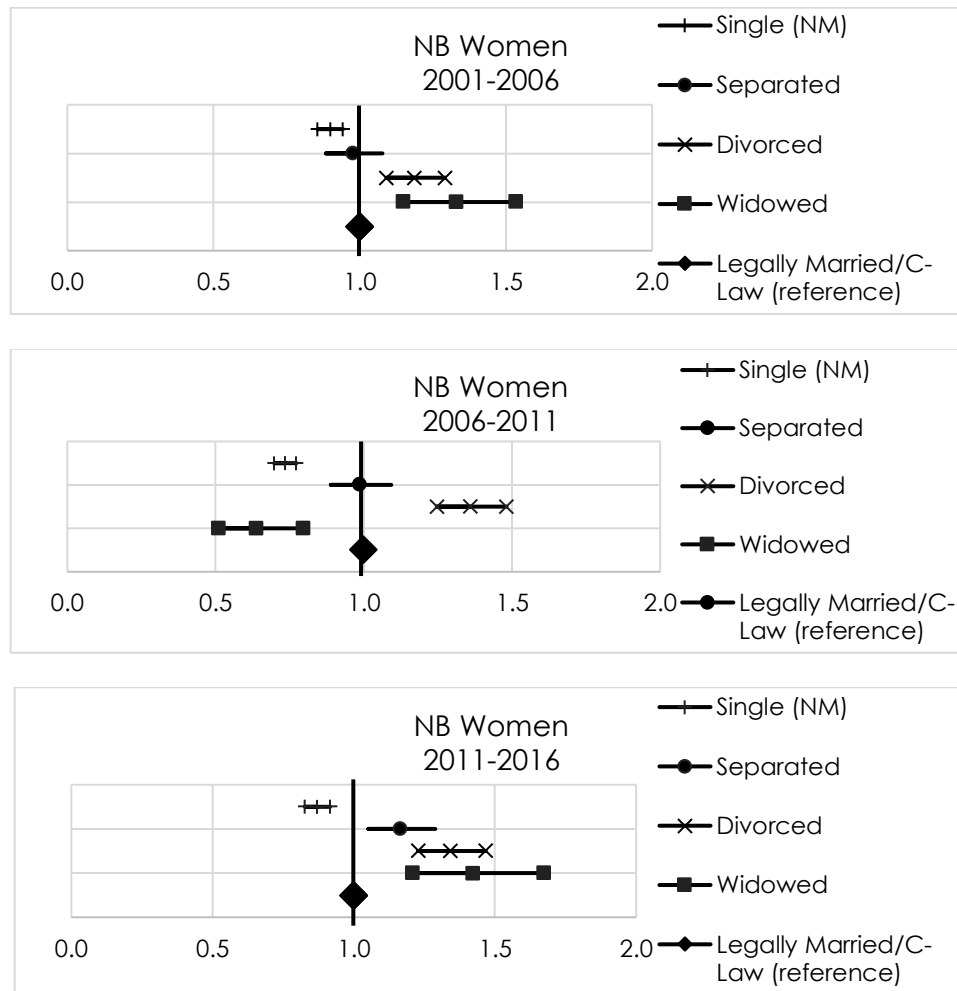 NB Women
2001-2006
Single (NM)
Separated
Divorced
Widowed
Legally Married/C-
Law (reference)
0.0 0.5 1.0 1.5 2.0
NB Women
2006-2011
Single (NM)
Separated
Divorced
Widowed
Legally Married/C-
Law (reference)
0.0 0.5 1.0 1.5 2.0
NB Women
2011-2016
Single (NM)
Separated
Divorced
Widowed
Legally Married/C-
Law (reference)
0.0 0.5 1.0 1.5 2.0